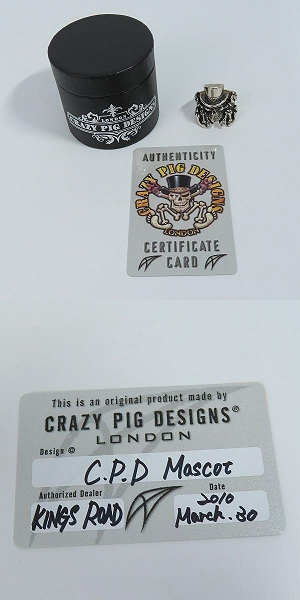 LONDON
CRAZY PIG DESIGNS
AUTHENTICITY
CRAZY PIG DESIGNS
LONDON
CERTIFICATE
CARD
This is an original product made by
CRAZY PIG DESIGNS®
LONDON
Design ©
C.P.D Mascot
Authorized Dealer
Date
KINGS ROAD
2010
March. 30